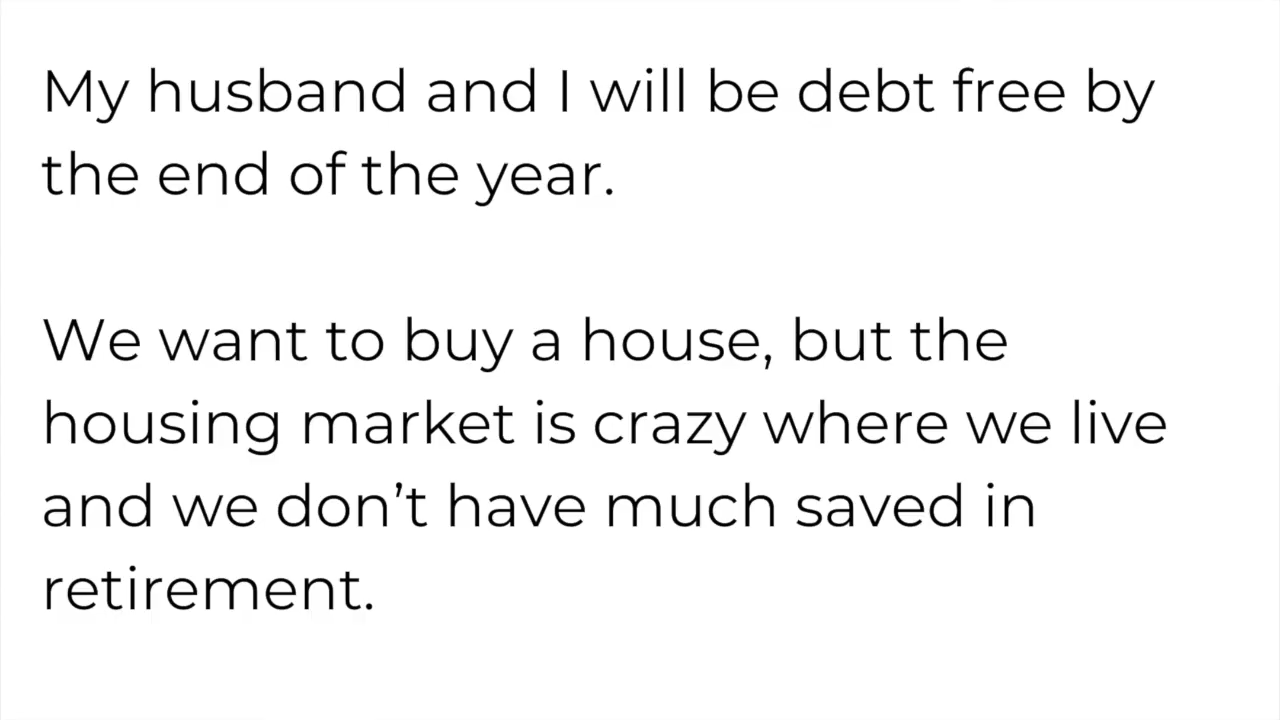 My husband and I will be debt free by
the end of the year.
We want to buy a house, but the
housing market is crazy where we live
and we don’t have much saved in
retirement.